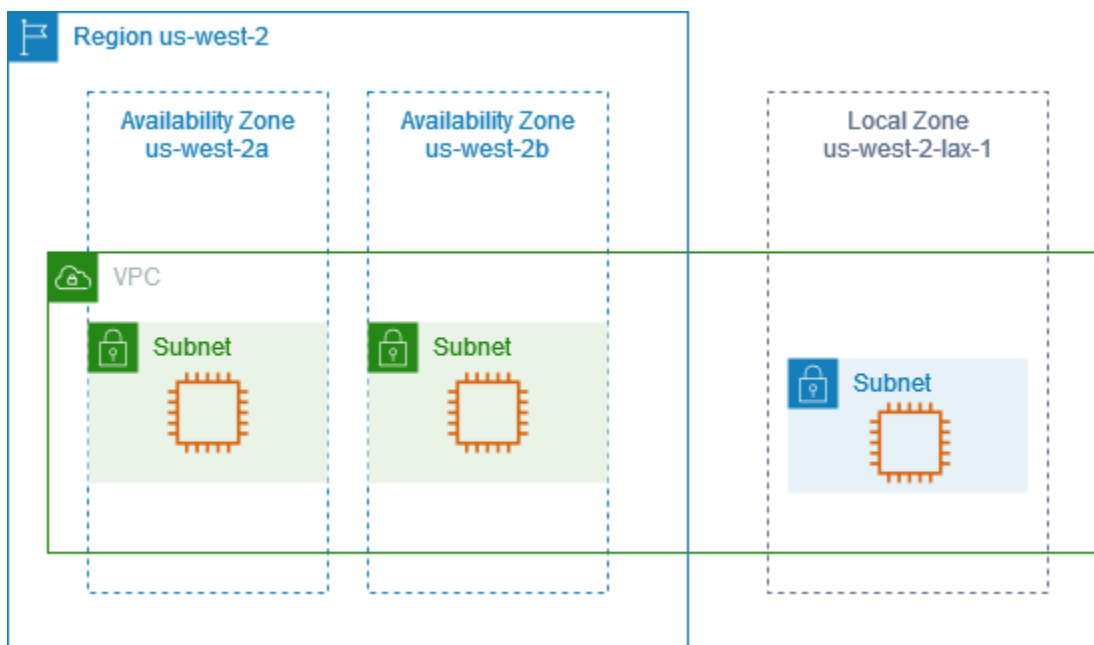 Region us-west-2
Availability Zone
us-west-2a
Availability Zone
us-west-2b
Local Zone
us-west-2-lax-1
VPC
Subnet
Subnet
Subnet